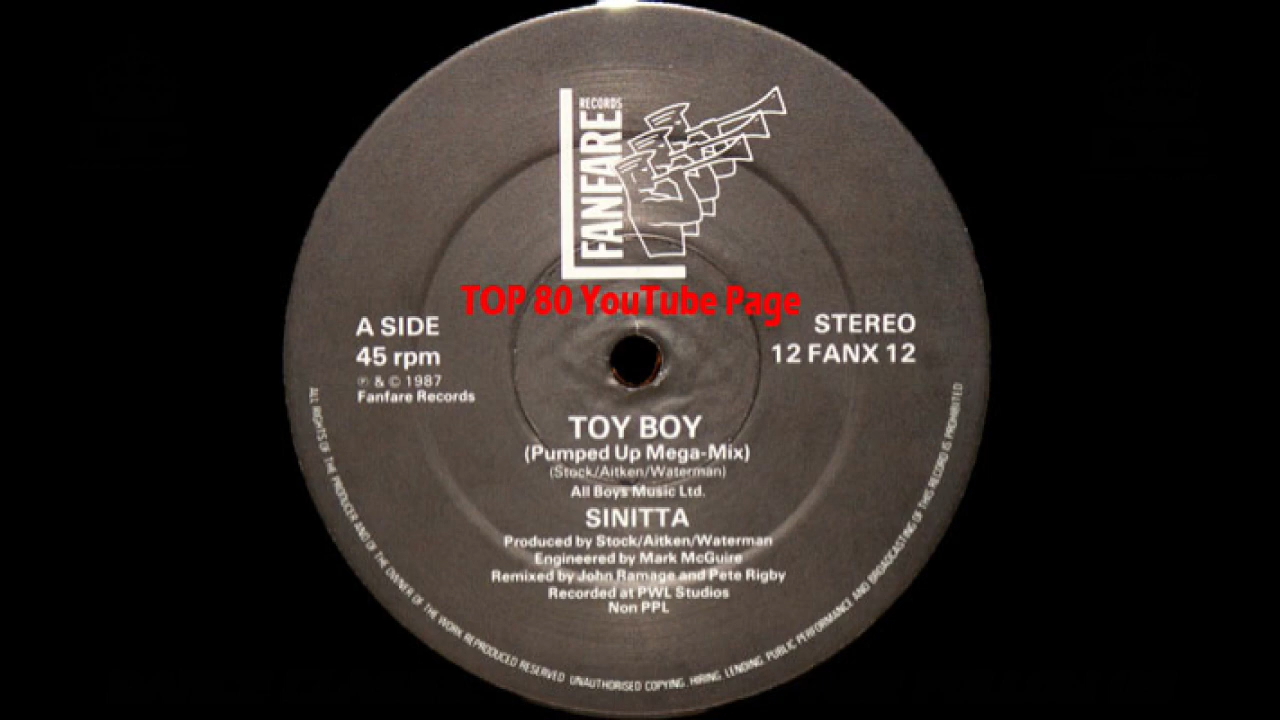 RECORDS
FANFARE
TOP 80 YouTube Page
A SIDE
45 rpm
℗ & © 1987
Fanfare Records
STEREO
12 FANX 12
TOY BOY
(Pumped Up Mega-Mix)
(Stock/Aitken/Waterman)
All Boys Music Ltd.
SINITTA
Produced by Stock/Aitken/Waterman
Engineered by Mark McGuire
Remixed by John Ramage and Pete Rigby
Recorded at PWL Studios
Non PPL
ALL RIGHTS OF THE PRODUCER AND OF THE OWNER OF THE WORK REPRODUCED RESERVED UNAUTHORISED COPYING, HIRING, LENDING, PUBLIC PERFORMANCE AND BROADCASTING OF THIS RECORD IS PROHIBITED